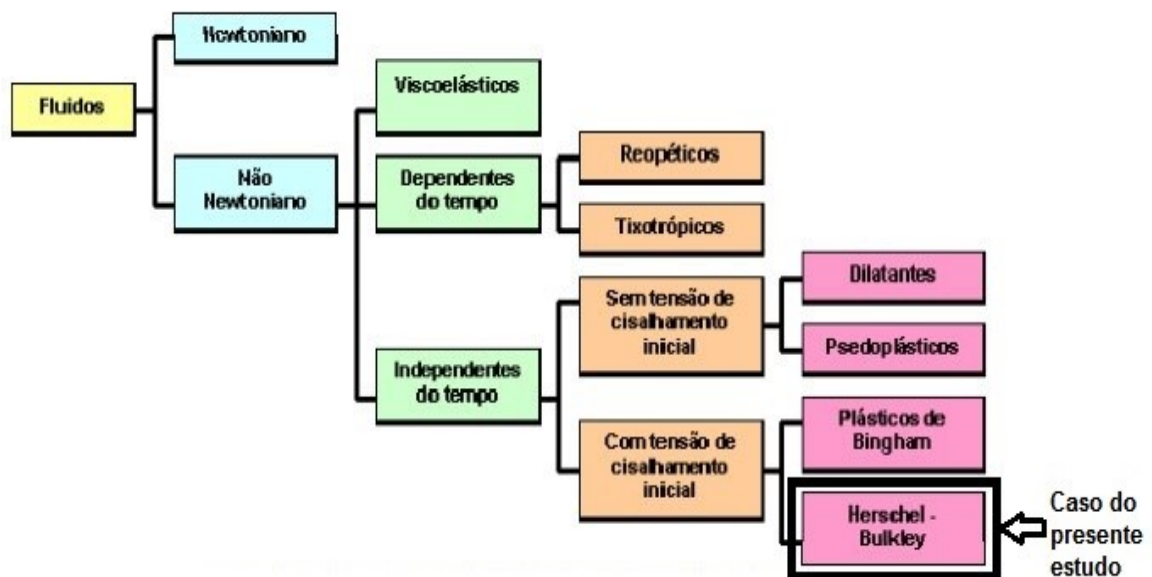 Newtoniano
Fluidos
Não
Newtoniano
Viscoelásticos
Dependentes
do tempo
Independentes
do tempo
Reopéticos
Tixotrópicos
Sem tensão de
cisalhamento
inicial
Com tensão de
cisalhamento
inicial
Dilatantes
Psedoplásticos
Plásticos de
Bingham
Herschel -
Bulkley
Caso do
presente
estudo